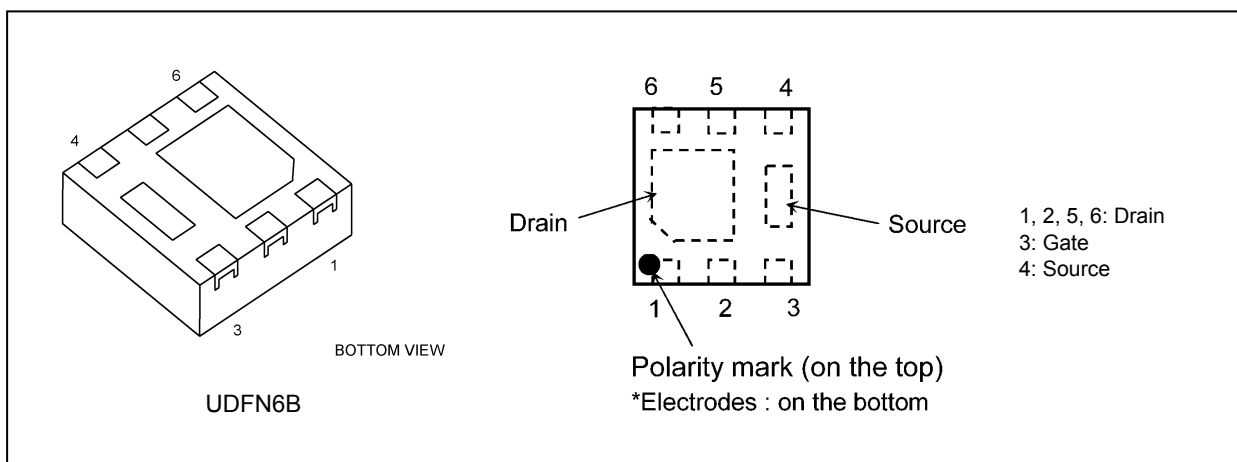 6
4
1
3
BOTTOM VIEW
UDFN6B
6 5 4
Drain
Source
1 2 3
Polarity mark (on the top)
*Electrodes : on the bottom
1, 2, 5, 6: Drain
3: Gate
4: Source